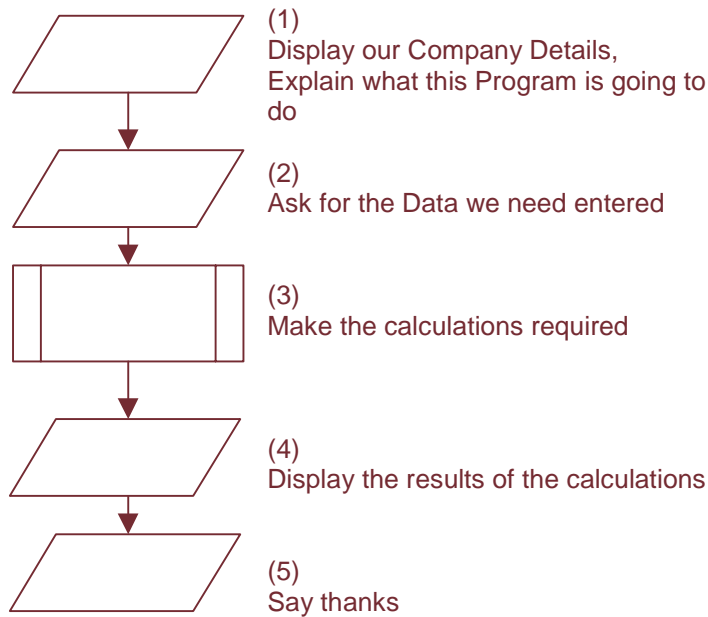 (1)
Display our Company Details,
Explain what this Program is going to
do
(2)
Ask for the Data we need entered
(3)
Make the calculations required
(4)
Display the results of the calculations
(5)
Say thanks